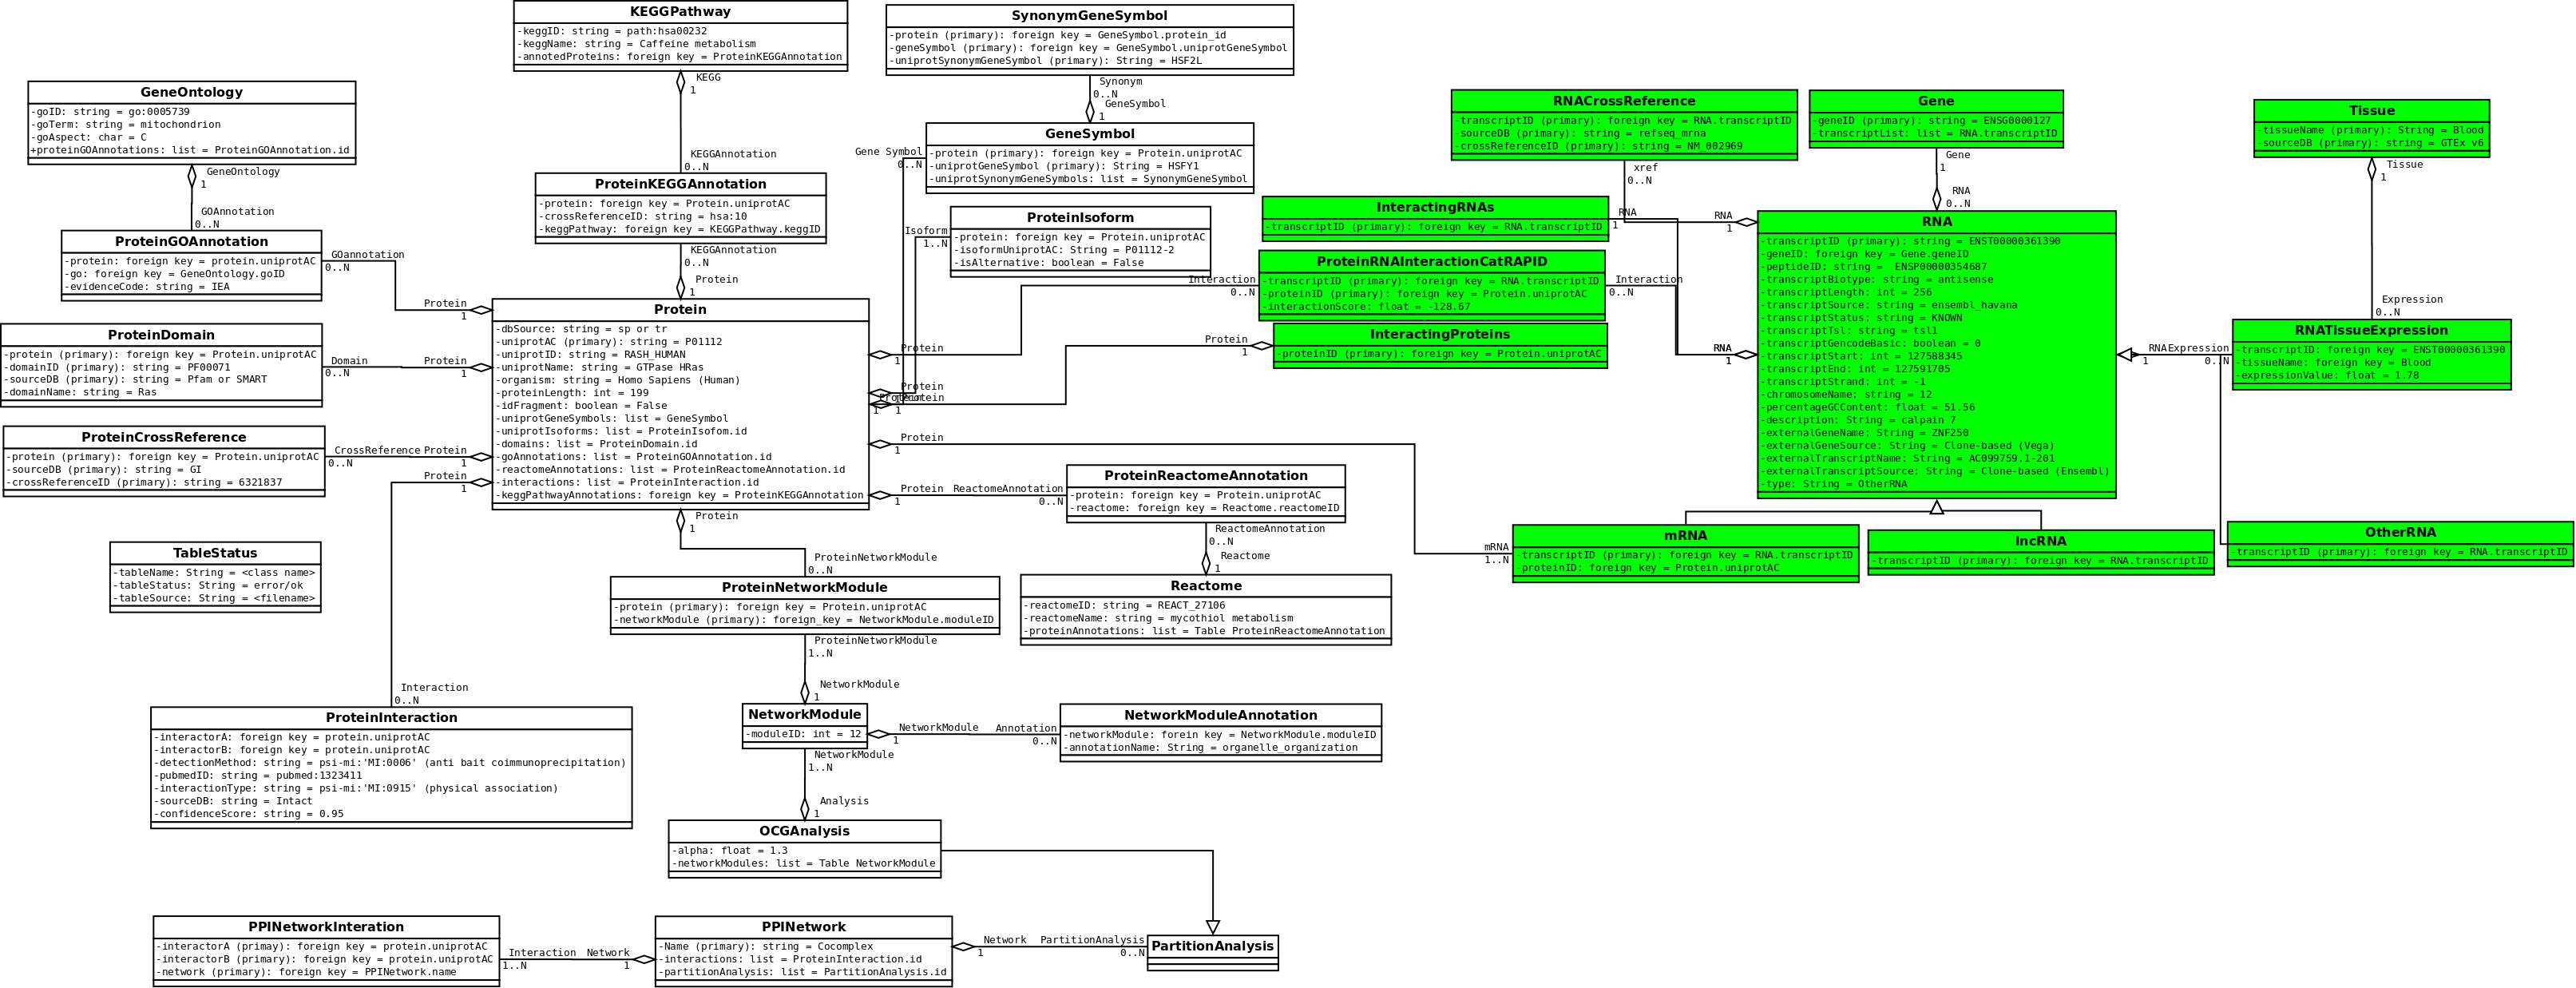 KEGGPathway
-keggID: string = path:hsa00232
-keggName: string = Caffeine metabolism
-annotedProteins: foreign key = ProteinKEGGAnnotation
KEGG
1
KEGGAnnotation
0..N
SynonymGeneSymbol
-protein (primary): foreign key = GeneSymbol.protein_id
-geneSymbol (primary): foreign key = GeneSymbol.uniprotGeneSymbol
-uniprotSynonymGeneSymbol (primary): String = HSF2L
Synonym
0..N
GeneSymbol
1
GeneOntology
-goID: string = go:0005739
-goTerm: string = mitochondrion
-goAspect: char = C
+proteinGOAnnotations: list = ProteinGOAnnotation.id
GeneOntology
1
GOAnnotation
0..N
ProteinGOAnnotation
-protein: foreign key = protein.uniprotAC
-go: foreign key = GeneOntology.goID
-evidenceCode: string = IEA
GOannotation
0..N
Protein
1
ProteinKEGGAnnotation
-protein: foreign key = Protein.uniprotAC
-crossReferenceID: string = hsa:10
-keggPathway: foreign key = KEGGPathway.keggID
KEGGAnnotation
0..N
Protein
1
GeneSymbol
-protein (primary): foreign key = Protein.uniprotAC
-uniprotGeneSymbol (primary): String = HSFY1
-uniprotSynonymGeneSymbols: list = SynonymGeneSymbol
Gene Symbol
0..N
ProteinIsoform
-protein: foreign key = Protein.uniprotAC
-isoformUniprotAC: String = P01112-2
-isAlternative: boolean = False
Isoform
1..N
RNACrossReference
-transcriptID (primary): foreign key = RNA.transcriptID
-sourceDB (primary): string = refseq_mrna
-crossReferenceID (primary): string = NM_002969
xref
0..N
RNA
1
Gene
-geneID (primary): string = ENSG0000127
-transcriptList: list = RNA.transcriptID
Gene
1
RNA
0..N
Tissue
-tissueName (primary): String = Blood
-sourceDB (primary): string = GTEx v6
Tissue
1
Expression
0..N
InteractingRNAs
-transcriptID (primary): foreign key = RNA.transcriptID
RNA
1
ProteinRNAInteractionCatRAPID
-transcriptID (primary): foreign key = RNA.transcriptID
-proteinID (primary): foreign key = Protein.uniprotAC
-interactionScore: float = -128.67
Interaction
0..N
Interaction
0..N
InteractingProteins
-proteinID (primary): foreign key = Protein.uniprotAC
Protein
1
RNA
1
RNA
-transcriptID (primary): string = ENST00000361390
-geneID: foreign key = Gene.geneID
-peptideID: string =  ENSP00000354687
-transcriptBiotype: string = antisense
-transcriptLength: int = 256
-transcriptSource: string = ensembl_havana
-transcriptStatus: string = KNOWN
-transcriptTsl: string = tsl1
-transcriptGencodeBasic: boolean = 0
-transcriptStart: int = 127588345
-transcriptEnd: int = 127591705
-transcriptStrand: int = -1
-chromosomeName: string = 12
-percentageGCContent: float = 51.56
-description: String = calpain 7
-externalGeneName: String = ZNF250
-externalGeneSource: String = Clone-based (Vega)
-externalTranscriptName: String = AC099759.1-201
-externalTranscriptSource: String = Clone-based (Ensembl)
-type: String = OtherRNA
RNA
1
Expression
0..N
RNATissueExpression
-transcriptID: foreign key = ENST00000361390
-tissueName: foreign key = Blood
-expressionValue: float = 1.78
Protein
-dbSource: string = sp or tr
-uniprotAC (primary): string = P01112
-uniprotID: string = RASH_HUMAN
-uniprotName: string = GTPase HRas
-organism: string = Homo Sapiens (Human)
-proteinLength: int = 199
-idFragment: boolean = False
-uniprotGeneSymbols: list = GeneSymbol
-uniprotIsoforms: list = ProteinIsofom.id
-domains: list = ProteinDomain.id
-goAnnotations: list = ProteinGOAnnotation.id
-reactomeAnnotations: list = ProteinReactomeAnnotation.id
-interactions: list = ProteinInteraction.id
-keggPathwayAnnotations: foreign key = ProteinKEGGAnnotation
Protein
1
Protein
Protein
1
1
Protein
1
ProteinDomain
-protein (primary): foreign key = Protein.uniprotAC
-domainID (primary): string = PF00071
-sourceDB (primary): string = Pfam or SMART
-domainName: string = Ras
Domain
0..N
Protein
1
ProteinCrossReference
-protein (primary): foreign key = Protein.uniprotAC
-sourceDB (primary): string = GI
-crossReferenceID (primary): string = 6321837
CrossReference
0..N
Protein
1
Protein
1
Protein
1
ReactomeAnnotation
0..N
ProteinReactomeAnnotation
-protein: foreign key = Protein.uniprotAC
-reactome: foreign key = Reactome.reactomeID
ReactomeAnnotation
0..N
Reactome
1
Reactome
-reactomeID: string = REACT_27106
-reactomeName: string = mycothiol metabolism
-proteinAnnotations: list = Table ProteinReactomeAnnotation
mRNA
1..N
mRNA
-transcriptID (primary): foreign key = RNA.transcriptID
-proteinID: foreign key = Protein.uniprotAC
lncRNA
-transcriptID (primary): foreign key = RNA.transcriptID
OtherRNA
-transcriptID (primary): foreign key = RNA.transcriptID
TableStatus
-tableName: String = <class name>
-tableStatus: String = error/ok
-tableSource: String = <filename>
Protein
1
ProteinNetworkModule
0..N
ProteinNetworkModule
-protein (primary): foreign key = Protein.uniprotAC
-networkModule (primary): foreign_key = NetworkModule.moduleID
ProteinNetworkModule
1..N
NetworkModule
1
Interaction
0..N
ProteinInteraction
-interactorA: foreign key = protein.uniprotAC
-interactorB: foreign key = protein.uniprotAC
-detectionMethod: string = psi-mi:'MI:0006' (anti bait coimmunoprecipitation)
-pubmedID: string = pubmed:1323411
-interactionType: string = psi-mi:'MI:0915' (physical association)
-sourceDB: string = Intact
-confidenceScore: string = 0.95
NetworkModule
-moduleID: int = 12
NetworkModule
1
Annotation
0..N
NetworkModuleAnnotation
-networkModule: forein key = NetworkModule.moduleID
-annotationName: String = organelle_organization
NetworkModule
1..N
Analysis
1
OCGAnalysis
-alpha: float = 1.3
-networkModules: list = Table NetworkModule
PPINetworkInteration
-interactorA (primay): foreign key = protein.uniprotAC
-interactorB (primary): foreign key = protein.uniprotAC
-network (primary): foreign key = PPINetwork.name
Interaction
1..N
Network
1
PPINetwork
-Name (primary): string = Cocomplex
-interactions: list = ProteinInteraction.id
-partitionAnalysis: list = PartitionAnalysis.id
Network
1
PartitionAnalysis
0..N
PartitionAnalysis